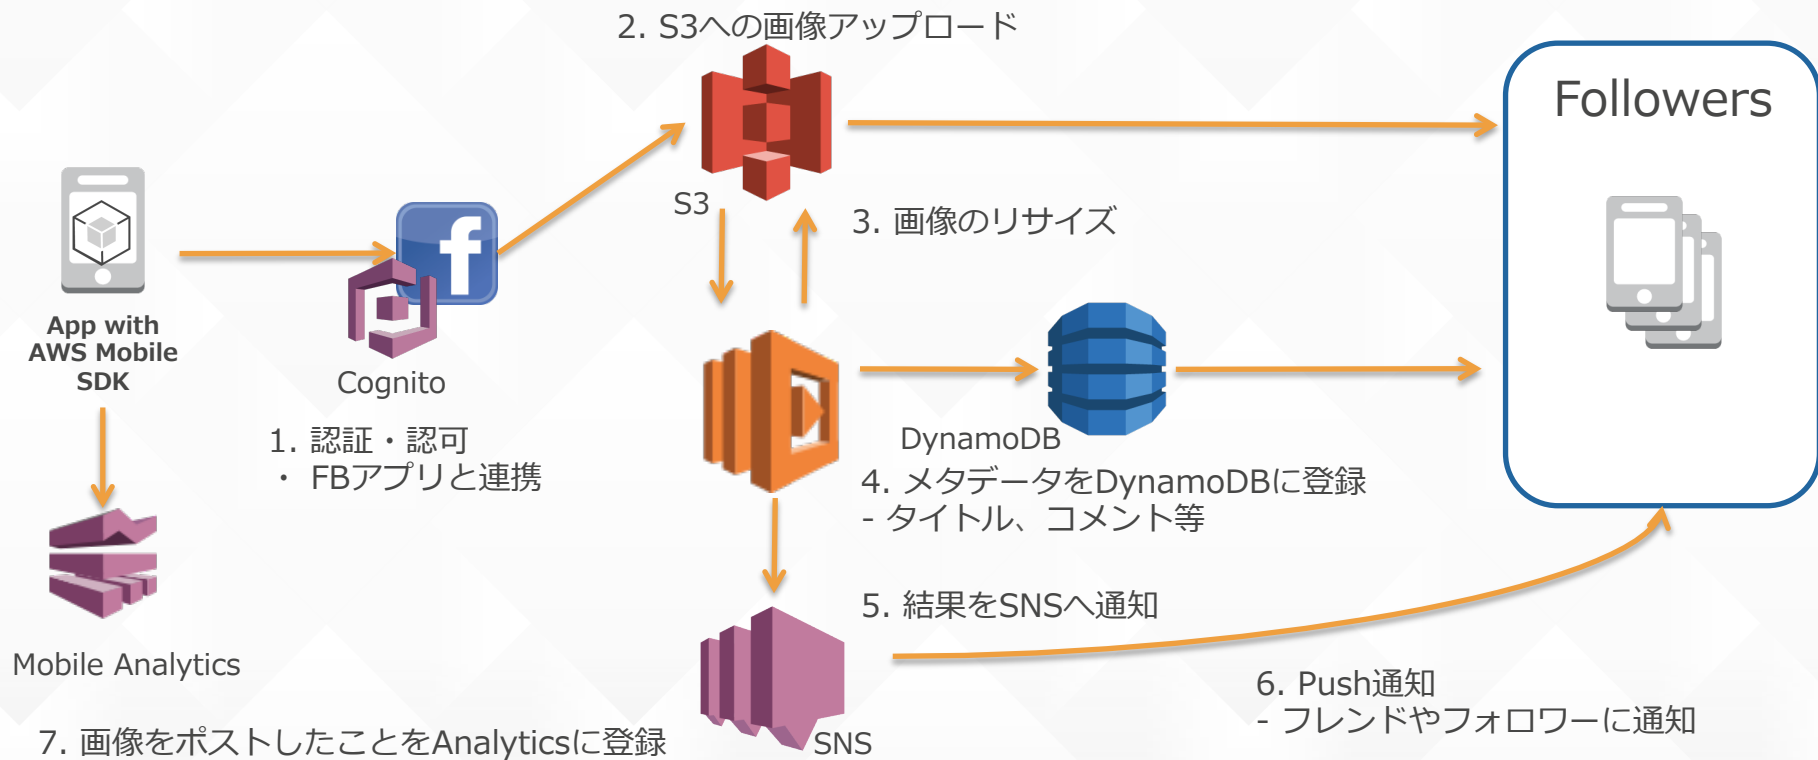 2. S3への画像アップロード
Followers
S3
3. 画像のリサイズ
App with
AWS Mobile
SDK
Cognito
1. 認証・認可
・ FBアプリと連携
DynamoDB
4. メタデータをDynamoDBに登録
- タイトル、コメント等
5. 結果をSNSへ通知
Mobile Analytics
6. Push通知
- フレンドやフォロワーに通知
7. 画像をポストしたことをAnalyticsに登録
SNS